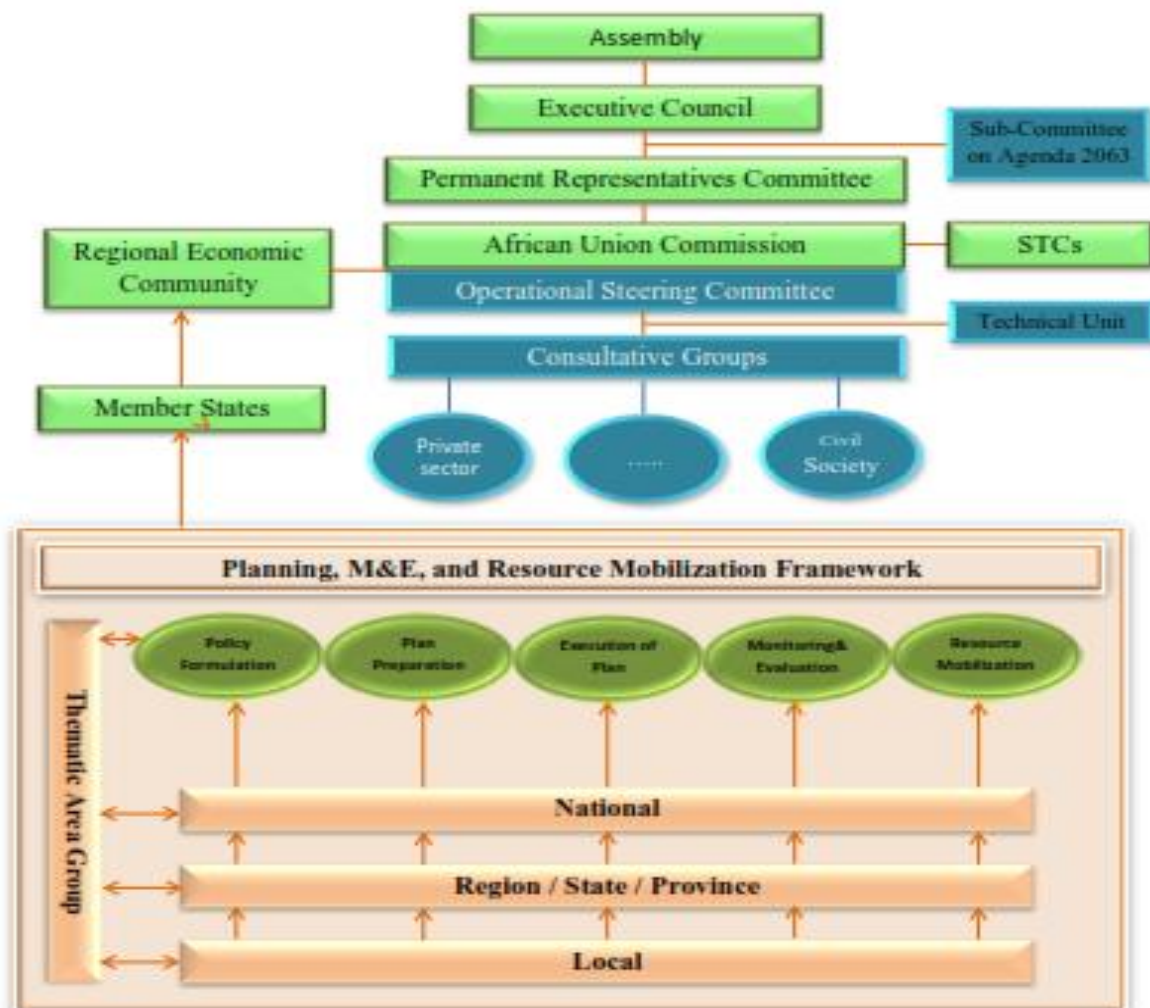 Assembly
Executive Council
Sub-Committee
on Agenda 2063
Permanent Representatives Committee
Regional Economic
Community
African Union Commission
STCs
Operational Steering Committee
Technical Unit
Consultative Groups
Member States
Private
sector
.....
Civil
Society
Planning, M&E, and Resource Mobilization Framework
Thematic Area Group
Policy
Formulation
Plan
Preparation
Execution of
Plan
Monitoring&
Evaluation
Resource
Mobilization
National
Region / State / Province
Local